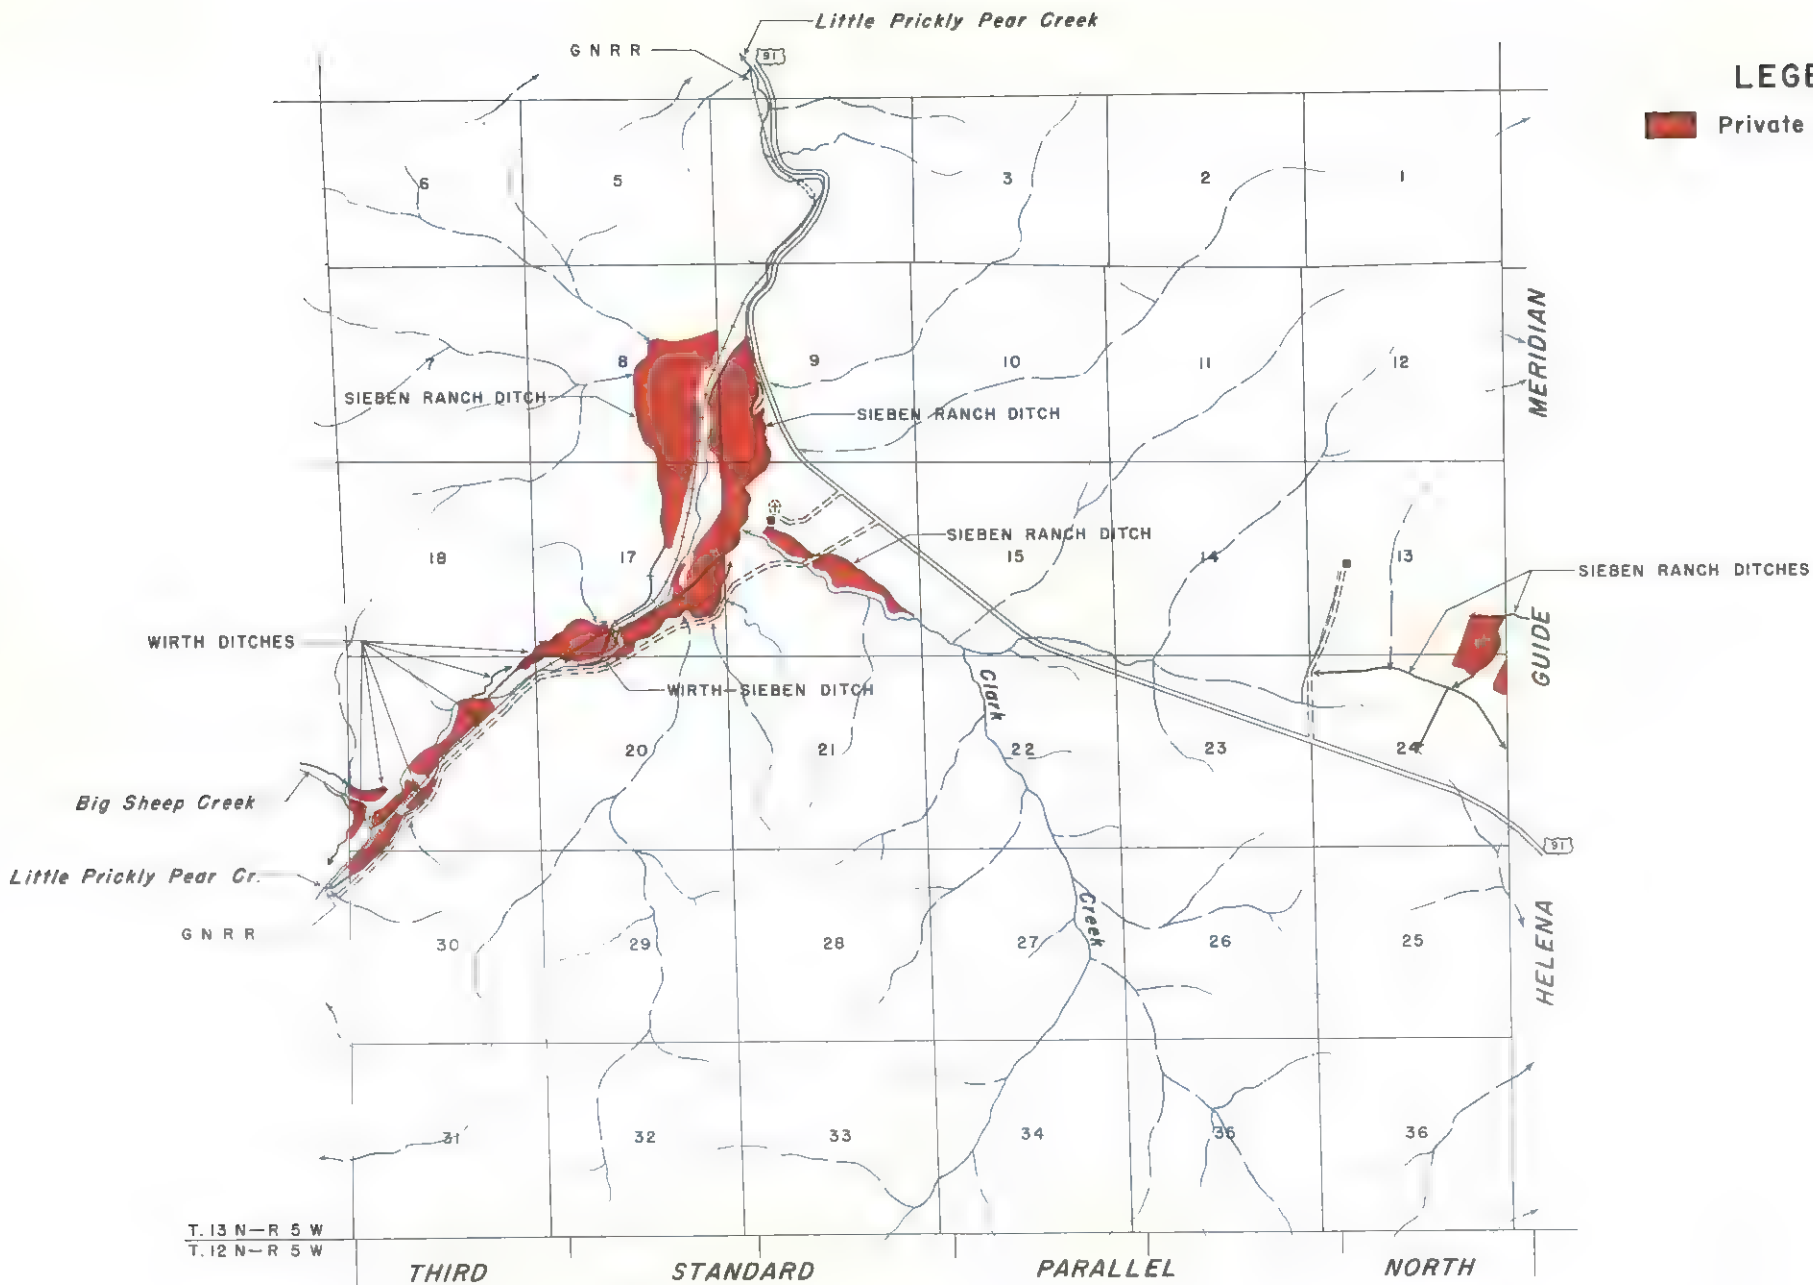 Little Prickly Pear Creek
GNRR
91
LEGE
Private
6
5
3
2
1
7
8
9
10
11
12
MERIDIAN
SIEBEN RANCH DITCH
SIEBEN RANCH DITCH
SIEBEN RANCH DITCH
18
17
15
14
13
SIEBEN RANCH DITCHES
WIRTH DITCHES
WIRTH-SIEBEN DITCH
GUIDE
Clark
20
21
22
23
24
Big Sheep Creek
91
Little Prickly Pear Cr.
GNRR
Creek
30
29
28
27
26
25
HELENA
31
32
33
34
35
36
T. 13 N-R 5 W
T. 12 N-R 5 W
THIRD STANDARD PARALLEL NORTH